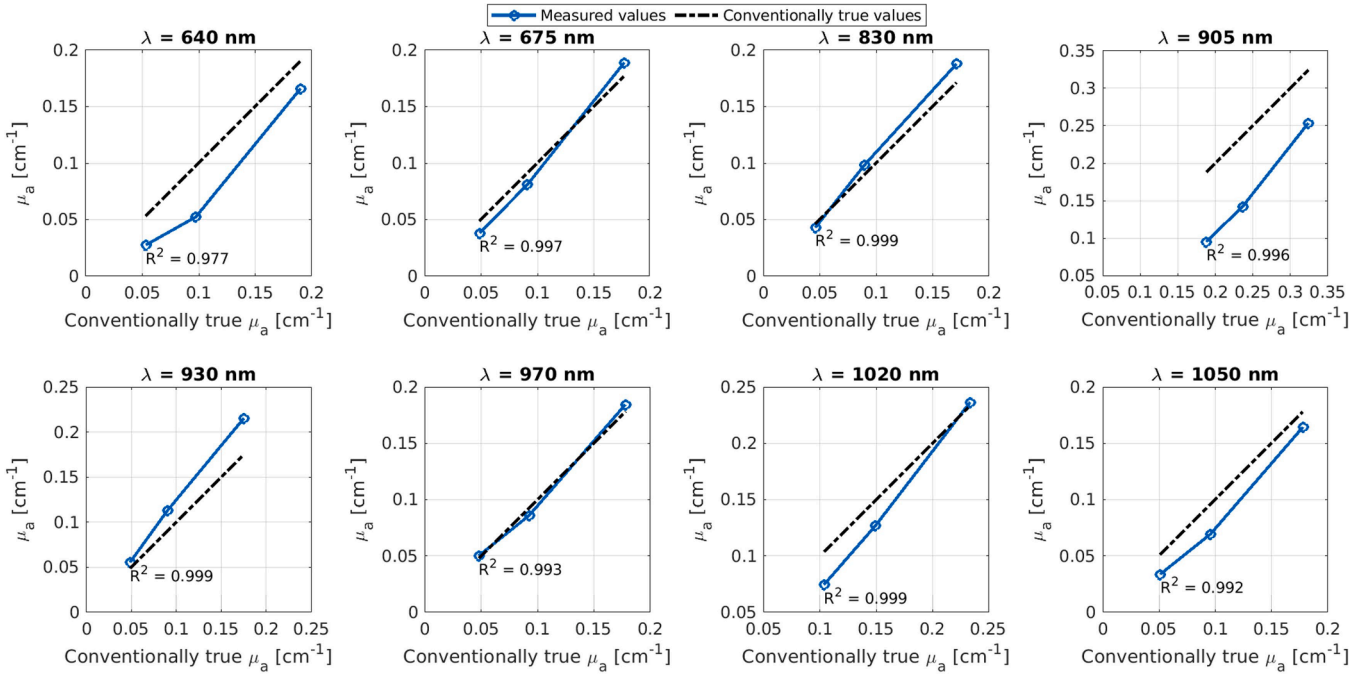 Measured values Conventionally true values
λ = 640 nm
0.2
0.15
0.1
0.05
0
μa [cm-1]
R2 = 0.977
0 0.05 0.1 0.15 0.2
Conventionally true μa [cm-1]
λ = 675 nm
0.2
0.15
0.1
0.05
0
μa [cm-1]
R2 = 0.997
0 0.05 0.1 0.15 0.2
Conventionally true μa [cm-1]
λ = 830 nm
0.2
0.15
0.1
0.05
0
μa [cm-1]
R2 = 0.999
0 0.05 0.1 0.15 0.2
Conventionally true μa [cm-1]
λ = 905 nm
0.35
0.3
0.25
0.2
0.15
0.1
0.05
μa [cm-1]
R2 = 0.996
0.05 0.1 0.15 0.2 0.25 0.3 0.35
Conventionally true μa [cm-1]
λ = 930 nm
0.25
0.2
0.15
0.1
0.05
0
μa [cm-1]
R2 = 0.999
0 0.05 0.1 0.15 0.2 0.25
Conventionally true μa [cm-1]
λ = 970 nm
0.2
0.15
0.1
0.05
0
μa [cm-1]
R2 = 0.993
0 0.05 0.1 0.15 0.2
Conventionally true μa [cm-1]
λ = 1020 nm
0.25
0.2
0.15
0.1
0.05
μa [cm-1]
R2 = 0.999
0.05 0.1 0.15 0.2 0.25
Conventionally true μa [cm-1]
λ = 1050 nm
0.2
0.15
0.1
0.05
0
μa [cm-1]
R2 = 0.992
0 0.05 0.1 0.15 0.2
Conventionally true μa [cm-1]